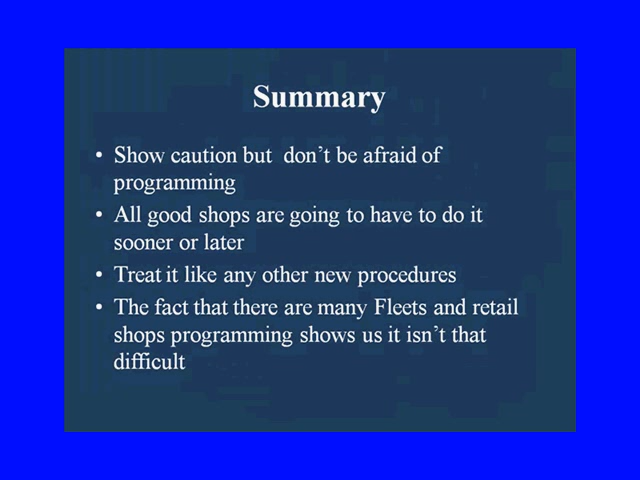 Summary
• Show caution but  don’t be afraid of
programming
• All good shops are going to have to do it
sooner or later
• Treat it like any other new procedures
• The fact that there are many Fleets and retail
shops programming shows us it isn’t that
difficult